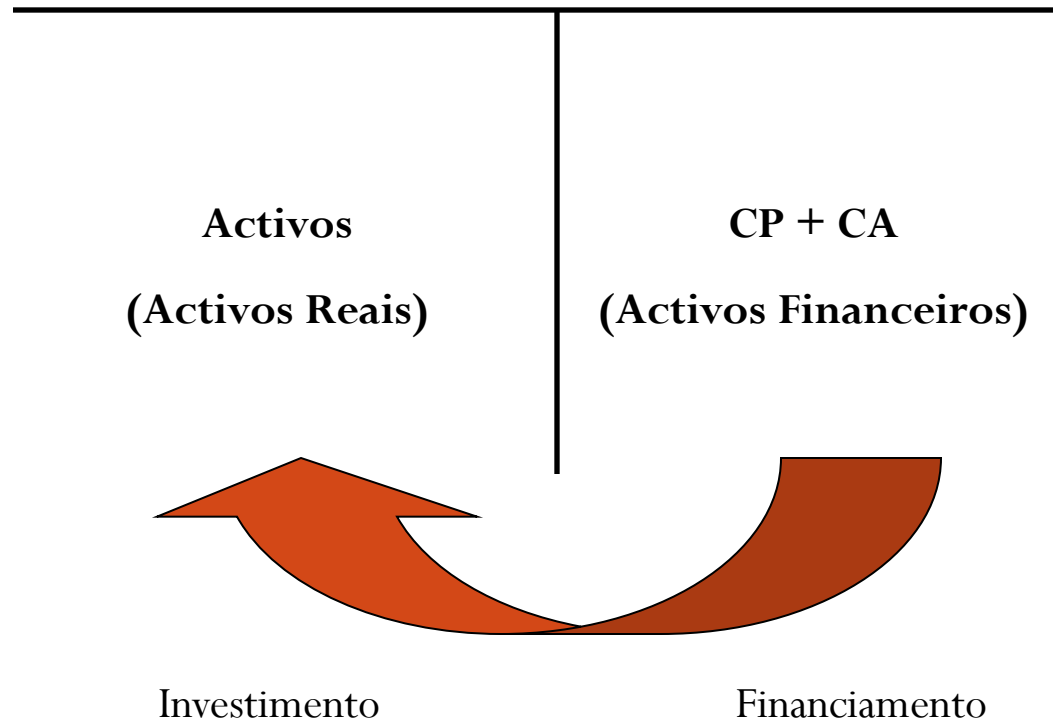 Activos
(Activos Reais)
CP + CA
(Activos Financeiros)
Investimento
Financiamento